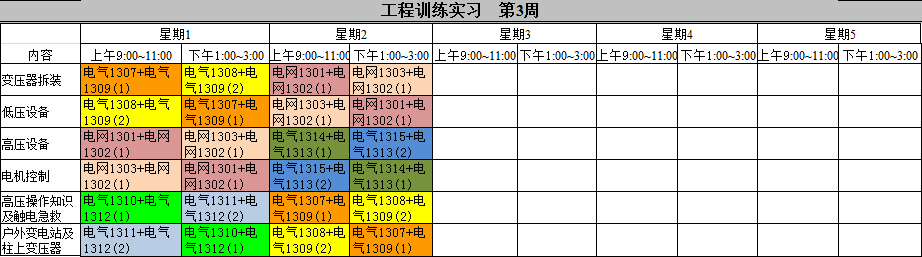 工程训练实习 第3周
星期1 星期2 星期3 星期4 星期5
内容 上午9:00~11:00 下午1:00~3:00 上午9:00~11:00 下午1:00~3:00 上午9:00~11:00 下午1:00~3:00 上午9:00~11:00 下午1:00~3:00 上午9:00~11:00 下午1:00~3:00
变压器拆装 电气1307+电气 电气1308+电气 电网1301+电网 电网1303+电网
1309(1) 1309(2) 1302(1) 1302(1)
低压设备 电气1308+电气 电气1307+电 电网1303+电 电网1301+电
1309(2) 气1309(1) 网1302(1) 网1302(1)
高压设备 电网1301+电网 电网1303+电 电气1314+电 电气1315+电
1302(1) 网1302(1) 气1313(1) 气1313(2)
电机控制 电网1303+电网 电网1301+电 电气1315+电 电气1314+电
1302(1) 网1302(1) 气1313(2) 气1313(1)
高压操作知识 电气1310+电气 电气1311+电 电气1307+电 电气1308+电
及触电急救 1312(1) 气1312(2) 气1309(1) 气1309(2)
户外变电站及 电气1311+电气 电气1310+电 电气1308+电 电气1307+电
柱上变压器 1312(2) 气1312(1) 气1309(2) 气1309(1)